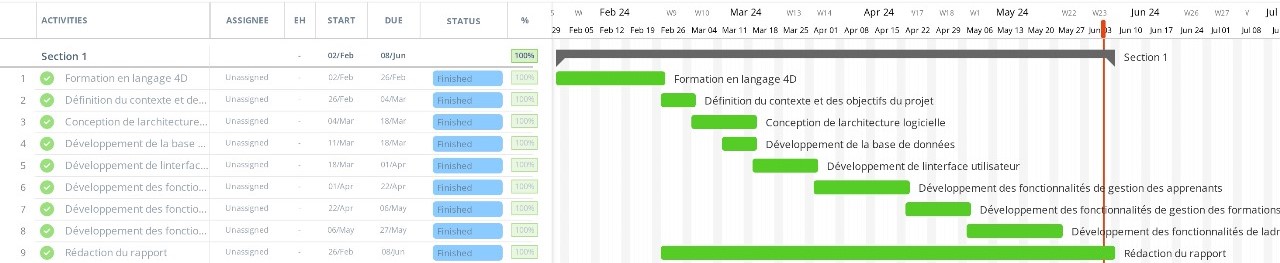 ACTIVITIES ASSIGNEE EH START DUE STATUS % Feb 24 W9 W10 Mar 24 W13 W14 Apr 24 W17 W18 W1 May 24 W22 W23 Jun 24 W26 W27 Jul
29 Feb 05 Feb 12 Feb 19 Feb 26 Mar 04 Mar 11 Mar 18 Mar 25 Apr 01 Apr 08 Apr 15 Apr 22 Apr 29 May 06 May 13 May 20 May 27 Jun 03 Jun 10 Jun 17 Jun 24 Jul 01 Jul 08
Section 1 - 02/Feb 08/Jun 100% Section 1
1 Formation en langage 4D Unassigned - 02/Feb 26/Feb Finished 100% Formation en langage 4D
2 Définition du contexte et de... Unassigned - 26/Feb 04/Mar Finished 100% Définition du contexte et des objectifs du projet
3 Conception de larchitecture... Unassigned - 04/Mar 18/Mar Finished 100% Conception de larchitecture logicielle
4 Développement de la base ... Unassigned - 11/Mar 18/Mar Finished 100% Développement de la base de données
5 Développement de linterfac... Unassigned - 18/Mar 01/Apr Finished 100% Développement de linterface utilisateur
6 Développement des fonctio... Unassigned - 01/Apr 22/Apr Finished 100% Développement des fonctionnalités de gestion des apprenants
7 Développement des fonctio... Unassigned - 22/Apr 06/May Finished 100% Développement des fonctionnalités de gestion des formations
8 Développement des fonctio... Unassigned - 06/May 27/May Finished 100% Développement des fonctionnalités de ladr
9 Rédaction du rapport Unassigned - 26/Feb 08/Jun Finished 100% Rédaction du rapport